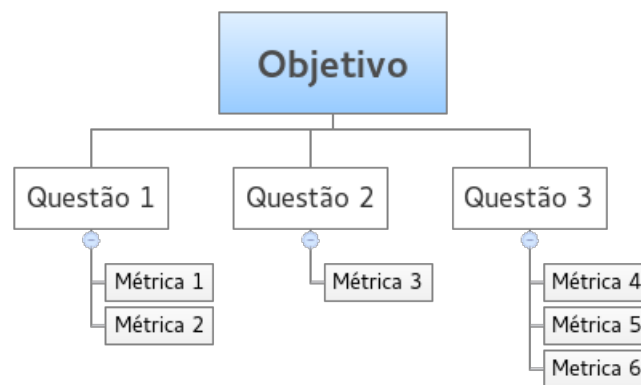 Objetivo
Questão 1
Questão 2
Questão 3
Métrica 1
Métrica 2
Métrica 3
Métrica 4
Métrica 5
Metrica 6